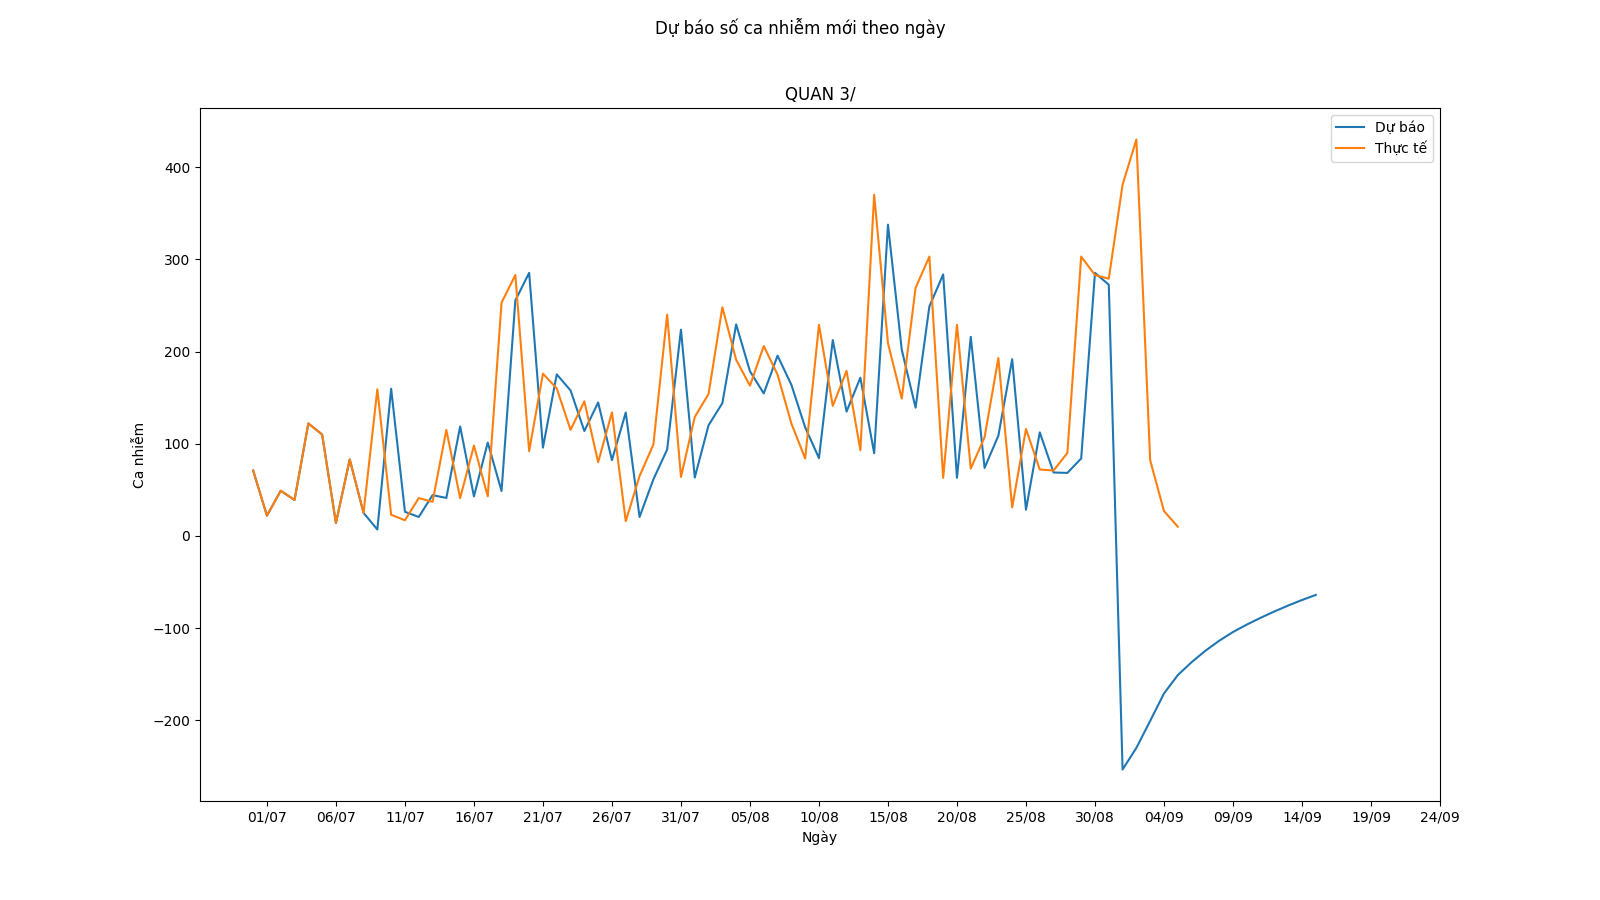 Dự báo số ca nhiễm mới theo ngày
QUAN 3/
Dự báo
Thực tế
400
300
200
100
0
−100
−200
Ca nhiễm
01/07 06/07 11/07 16/07 21/07 26/07 31/07 05/08 10/08 15/08 20/08 25/08 30/08 04/09 09/09 14/09 19/09 24/09
Ngày